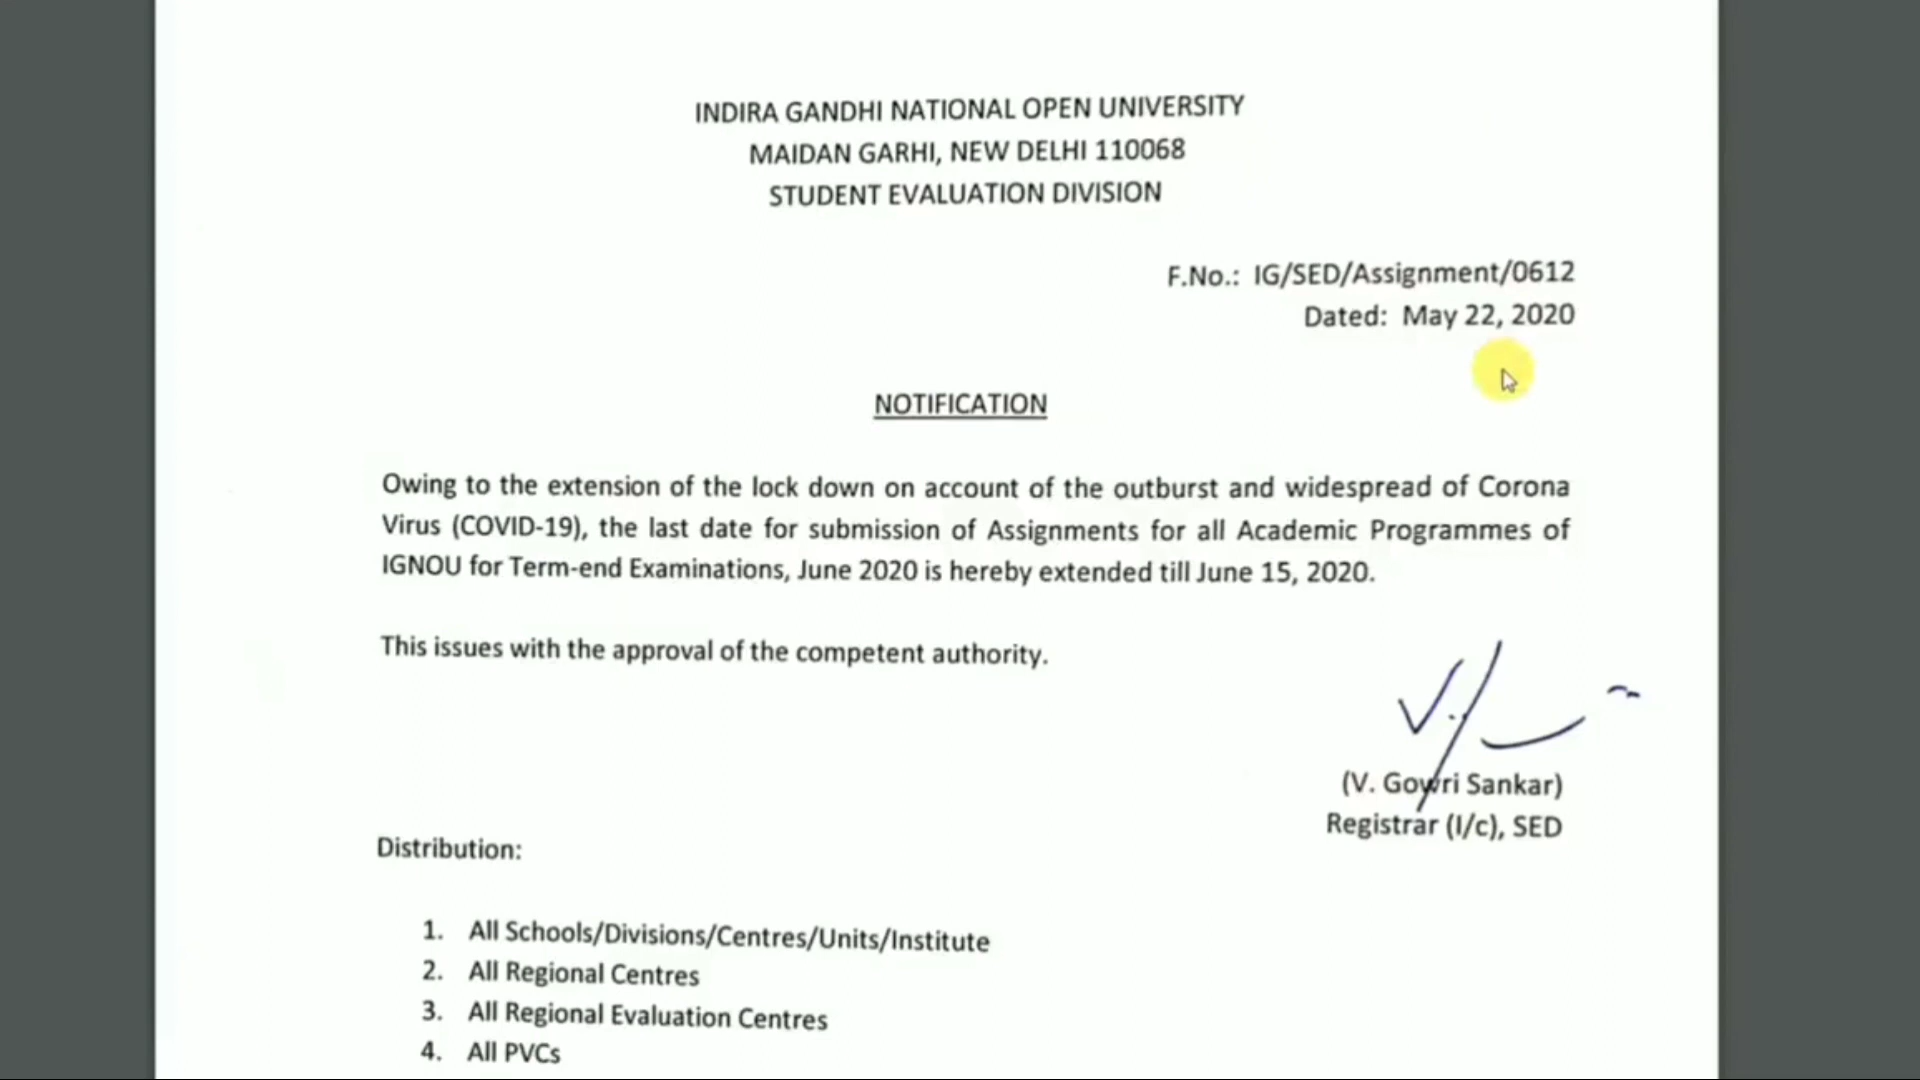 INDIRA GANDHI NATIONAL OPEN UNIVERSITY
MAIDAN GARHI, NEW DELHI 110068
STUDENT EVALUATION DIVISION
F.No.: IG/SED/Assignment/0612
Dated: May 22, 2020
NOTIFICATION
Owing to the extension of the lock down on account of the outburst and widespread of Corona
Virus (COVID-19), the last date for submission of Assignments for all Academic Programmes of
IGNOU for Term-end Examinations, June 2020 is hereby extended till June 15, 2020.
This issues with the approval of the competent authority.
(V. Gowri Sankar)
Registrar (I/c), SED
Distribution:
1. All Schools/Divisions/Centres/Units/Institute
2. All Regional Centres
3. All Regional Evaluation Centres
4. All PVCs